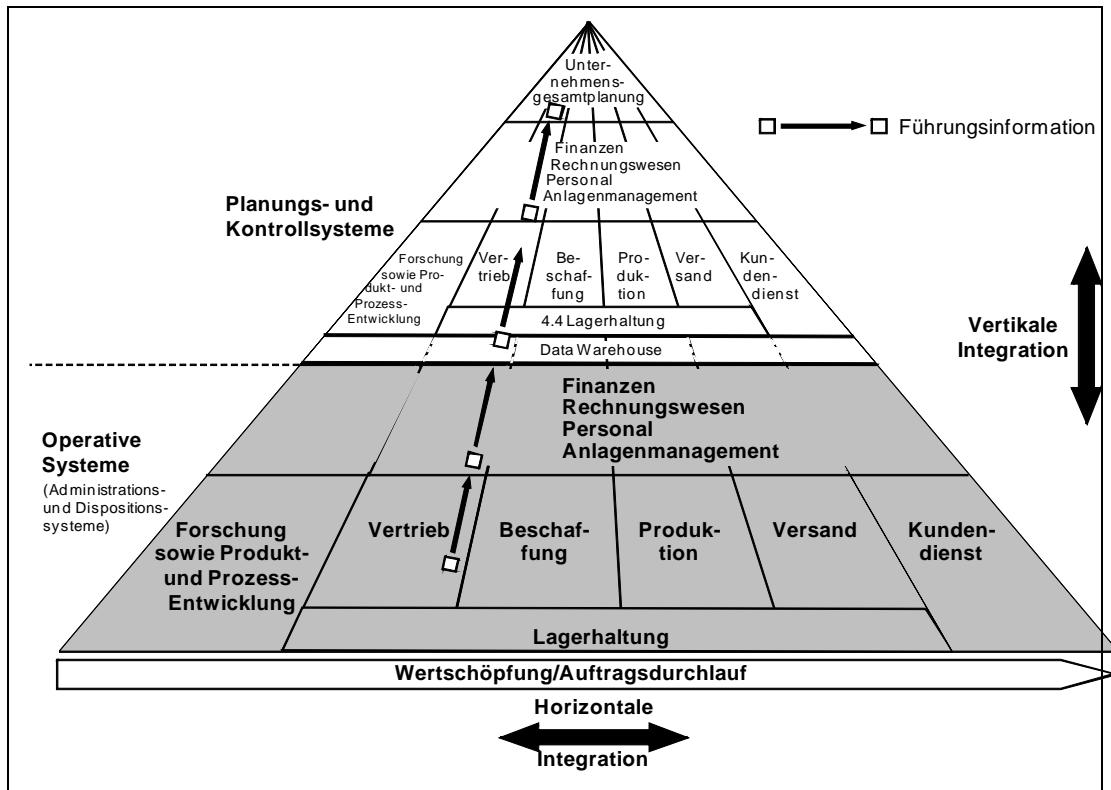 Unter-
nehmens-
gesamtplanung
Führungsinformation
Finanzen
Rechnungswesen
Personal
Anlagenmanagement
Planungs- und
Kontrollsysteme
Forschung
sowie Pro-
dukt- und
Prozess-
Entwicklung
Ver-
trieb
Be-
schaf-
fung
Pro-
duk-
tion
Ver-
sand
Kun-
den-
dienst
4.4 Lagerhaltung
Data Warehouse
Vertikale
Integration
Finanzen
Rechnungswesen
Personal
Anlagenmanagement
Operative
Systeme
(Administrations-
und Dispositions-
systeme)
Forschung
sowie Produkt-
und Prozess-
Entwicklung
Vertrieb
Beschaf-
fung
Produk-
tion
Versand
Kunden-
dienst
Lagerhaltung
Wertschöpfung/Auftragsdurchlauf
Horizontale
Integration